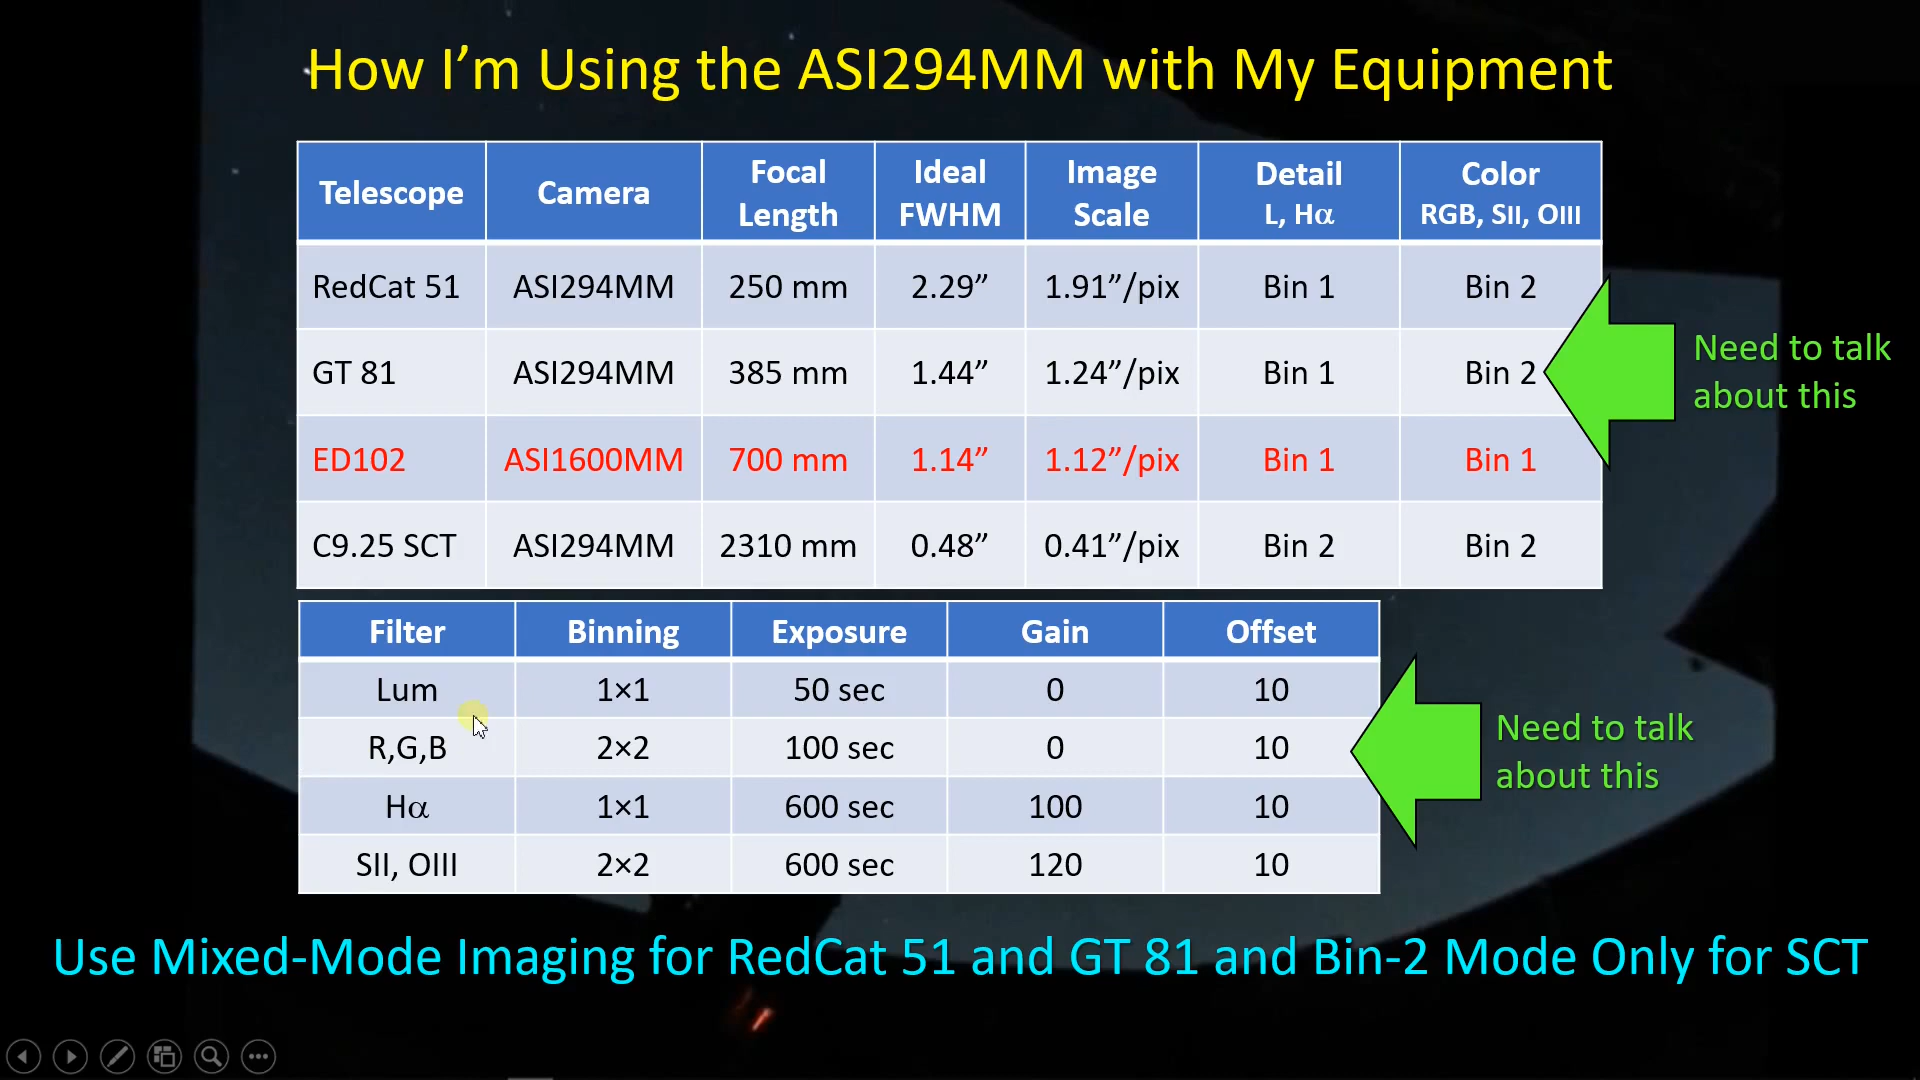 How I’m Using the ASI294MM with My Equipment
Telescope Camera Focal Length Ideal FWHM Image Scale Detail L, Hα Color RGB, SII, OIII
RedCat 51 ASI294MM 250 mm 2.29” 1.91”/pix Bin 1 Bin 2
GT 81 ASI294MM 385 mm 1.44” 1.24”/pix Bin 1 Bin 2
ED102 ASI1600MM 700 mm 1.14” 1.12”/pix Bin 1 Bin 1
C9.25 SCT ASI294MM 2310 mm 0.48” 0.41”/pix Bin 2 Bin 2
Need to talk
about this
Filter Binning Exposure Gain Offset
Lum 1×1 50 sec 0 10
R,G,B 2×2 100 sec 0 10
Hα 1×1 600 sec 100 10
SII, OIII 2×2 600 sec 120 10
Need to talk
about this
Use Mixed-Mode Imaging for RedCat 51 and GT 81 and Bin-2 Mode Only for SCT